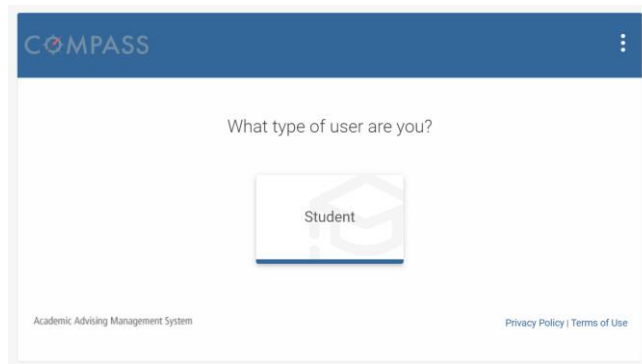 COMPASS
What type of user are you?
Student
Academic Advising Management System
Privacy Policy | Terms of Use